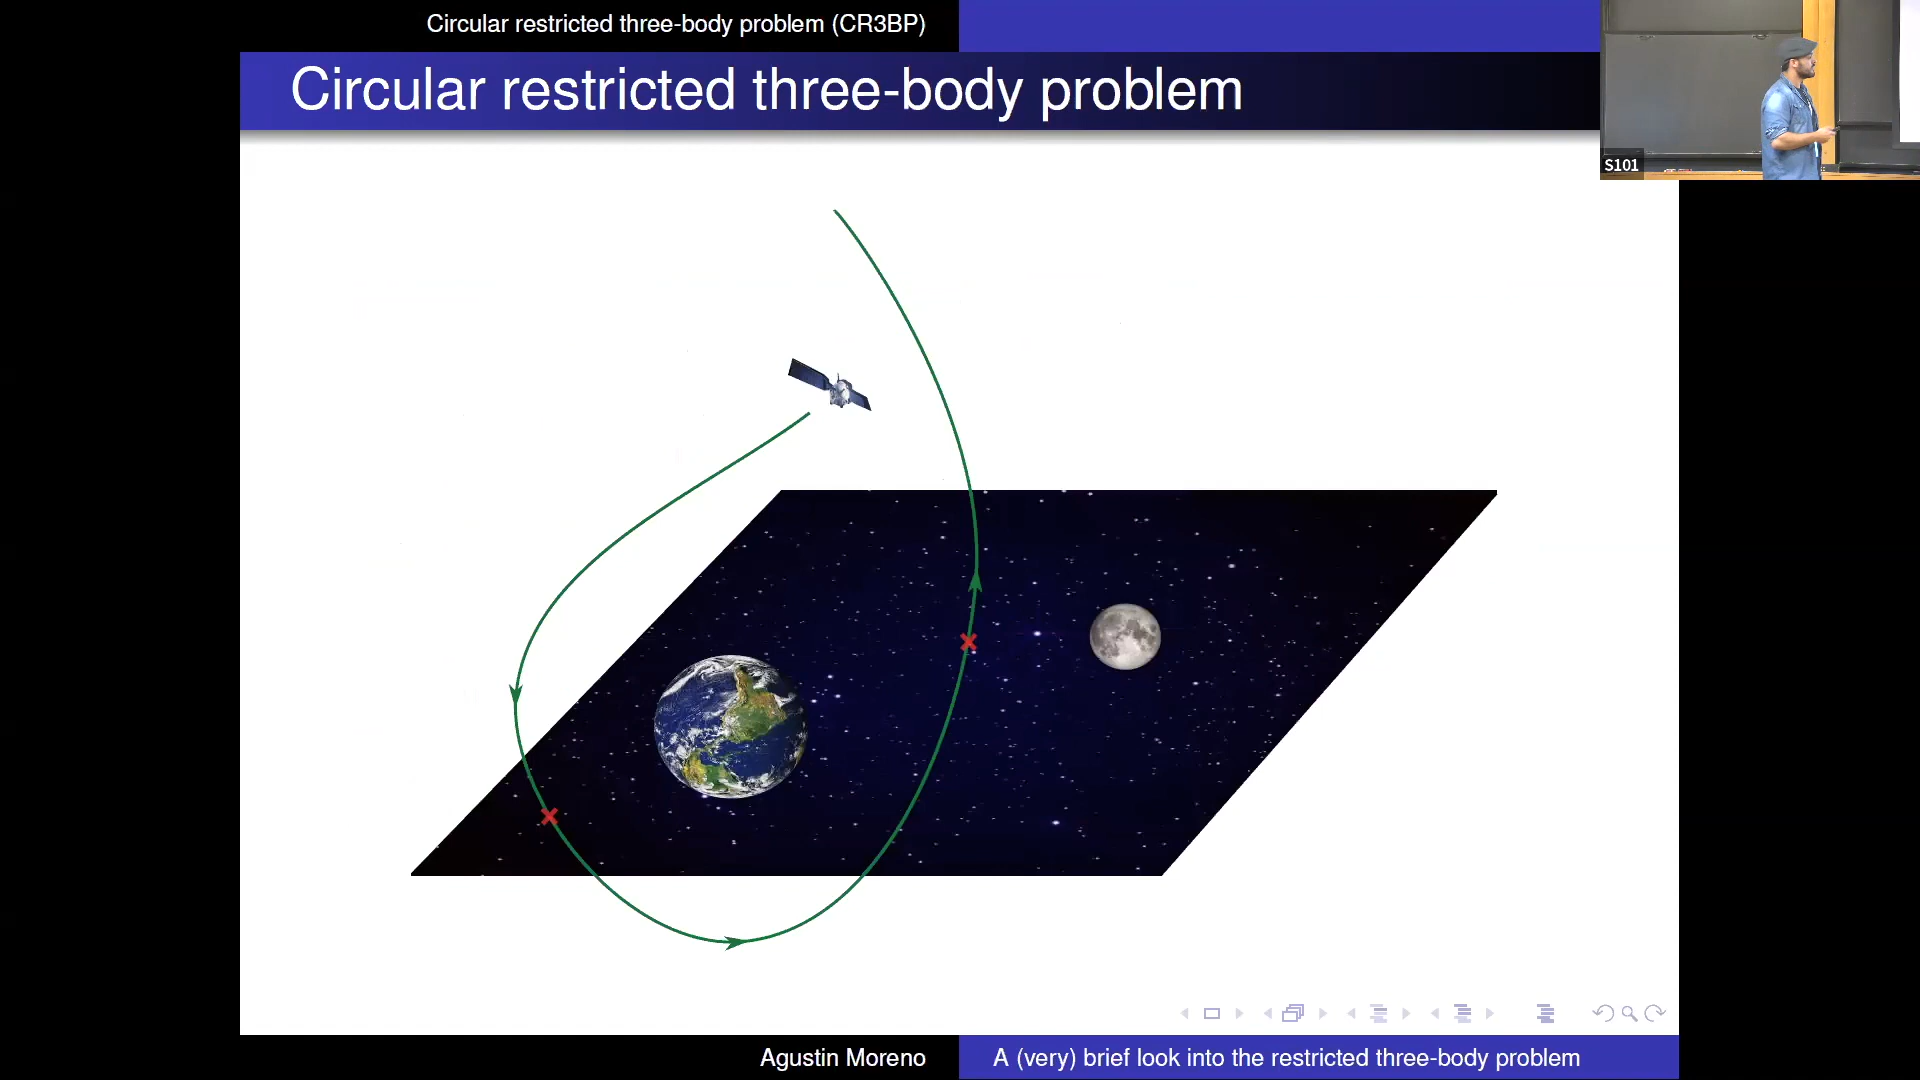 Circular restricted three-body problem (CR3BP)
Circular restricted three-body problem
S101
Agustin Moreno
A (very) brief look into the restricted three-body problem